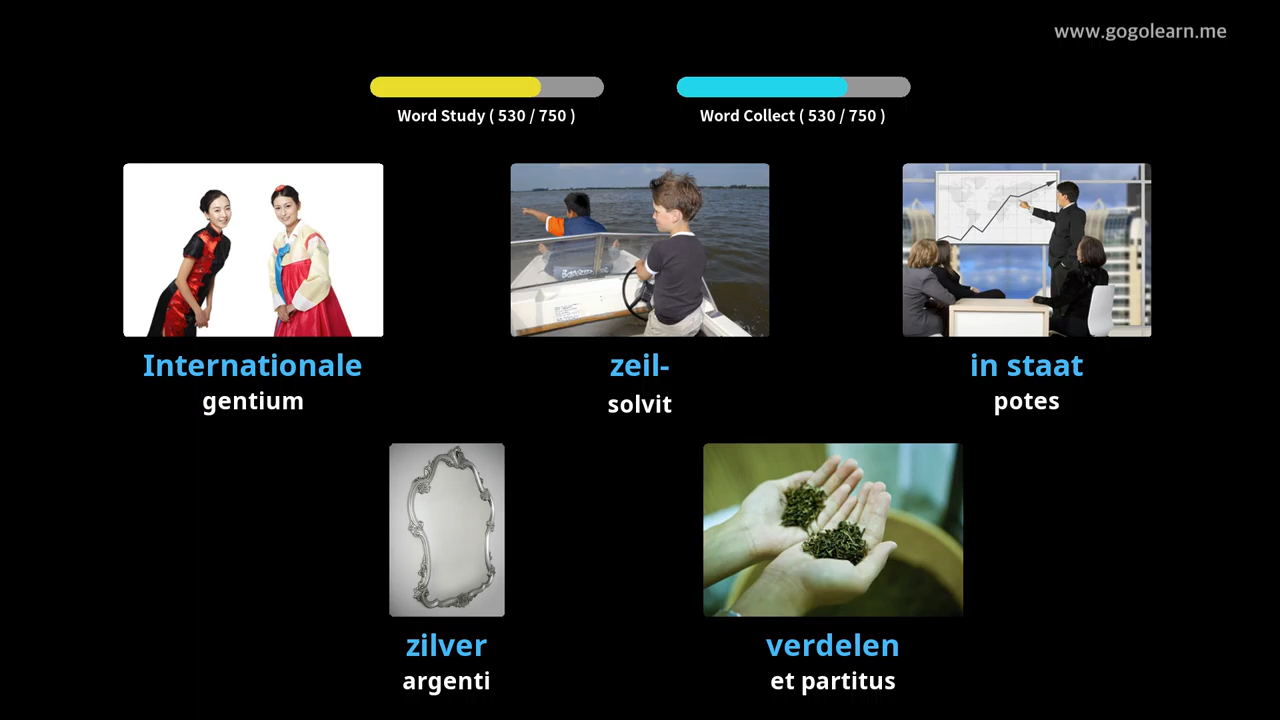 www.gogolearn.me
Word Study ( 530 / 750 )
Word Collect ( 530 / 750 )
Internationale
gentium
zeil-
solvit
in staat
potes
zilver
argenti
verdelen
et partitus